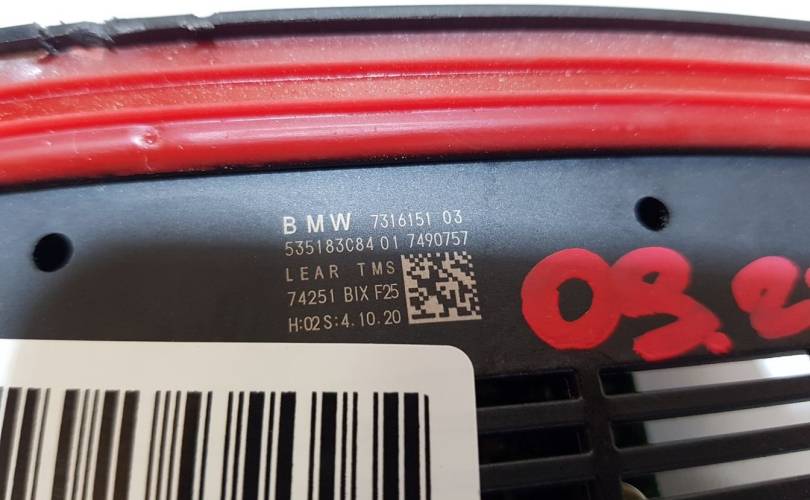 BMW 7316151 03
535183C84 01 7490757
LEAR TMS
74251 BIX F25
H:02 S:4.10.20